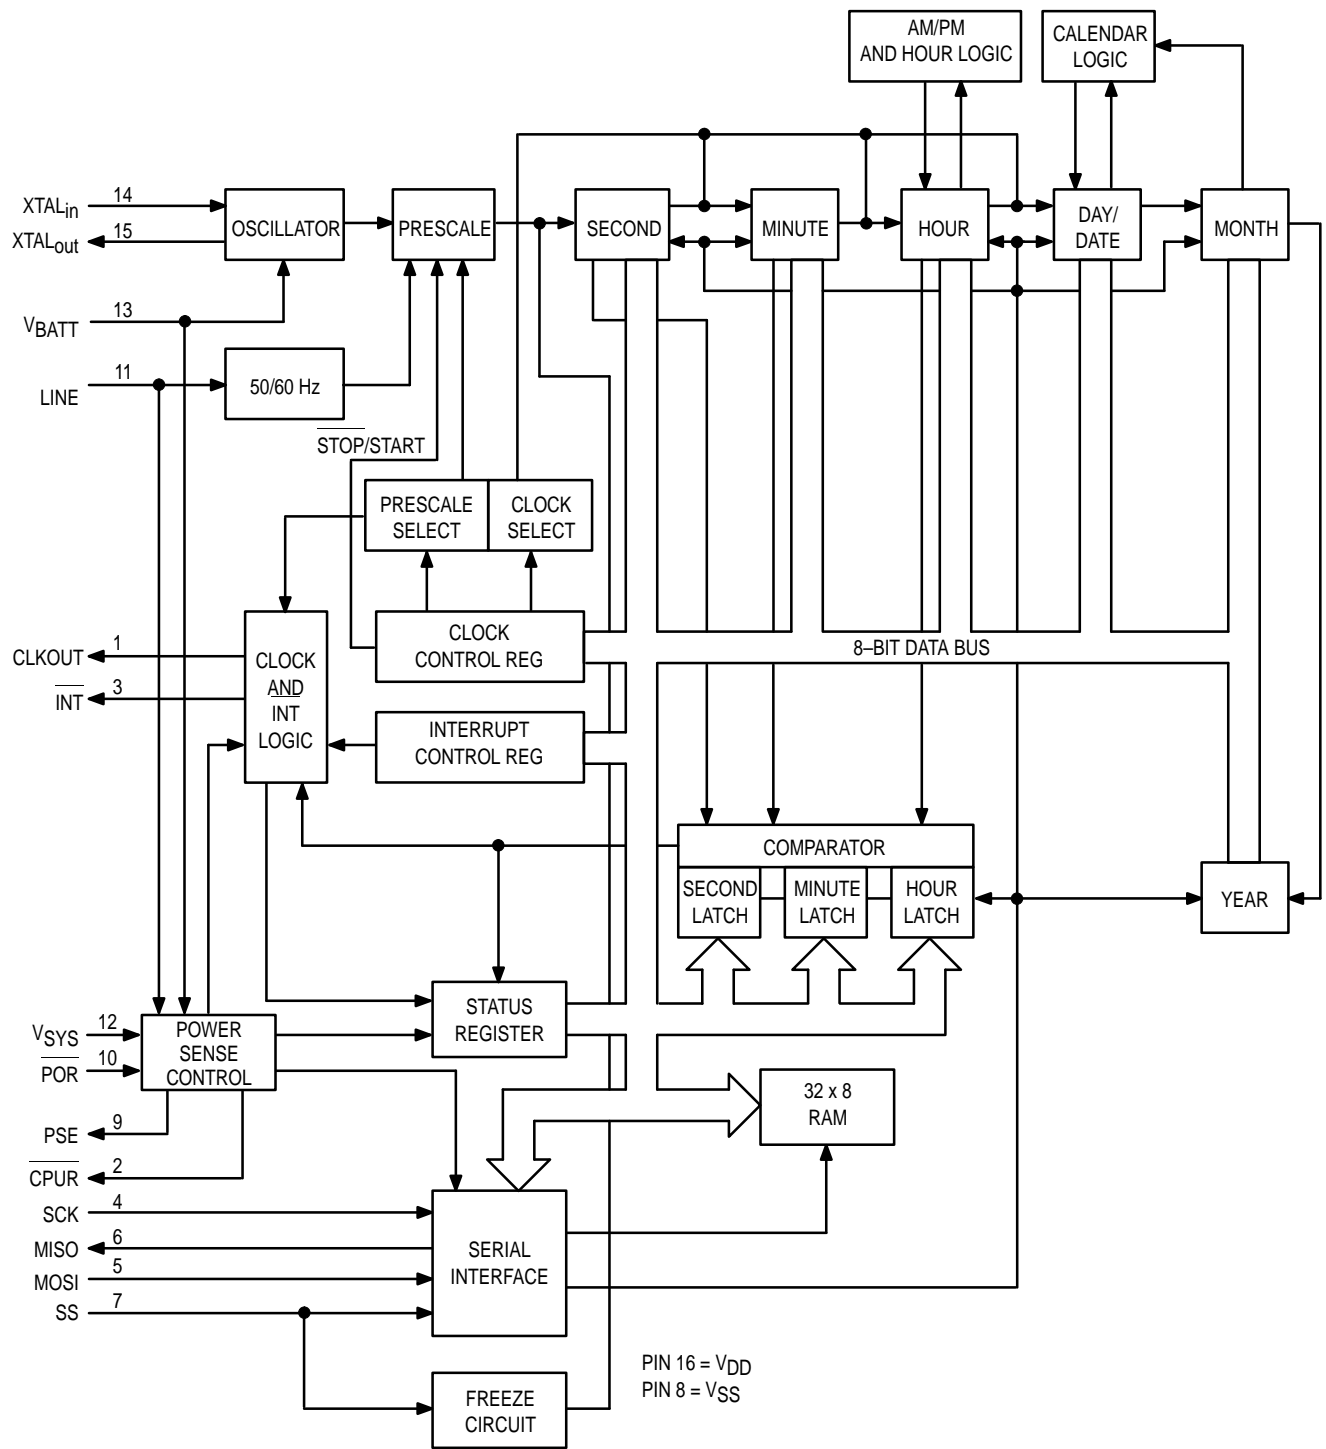 AM/PM
AND HOUR LOGIC
CALENDAR
LOGIC
XTALin
14
XTALout
15
OSCILLATOR
PRESCALE
SECOND
MINUTE
HOUR
DAY/
DATE
MONTH
VBATT
13
LINE
11
50/60 Hz
STOP/START
PRESCALE
SELECT
CLOCK
SELECT
CLKOUT
1
INT
3
CLOCK
AND
INT
LOGIC
CLOCK
CONTROL REG
8–BIT DATA BUS
INTERRUPT
CONTROL REG
COMPARATOR
SECOND
LATCH
MINUTE
LATCH
HOUR
LATCH
YEAR
VSYS
12
POR
10
POWER
SENSE
CONTROL
STATUS
REGISTER
32 x 8
RAM
PSE
9
CPUR
2
SCK
4
MISO
6
MOSI
5
SS
7
SERIAL
INTERFACE
FREEZE
CIRCUIT
PIN 16 = VDD
PIN 8 = VSS